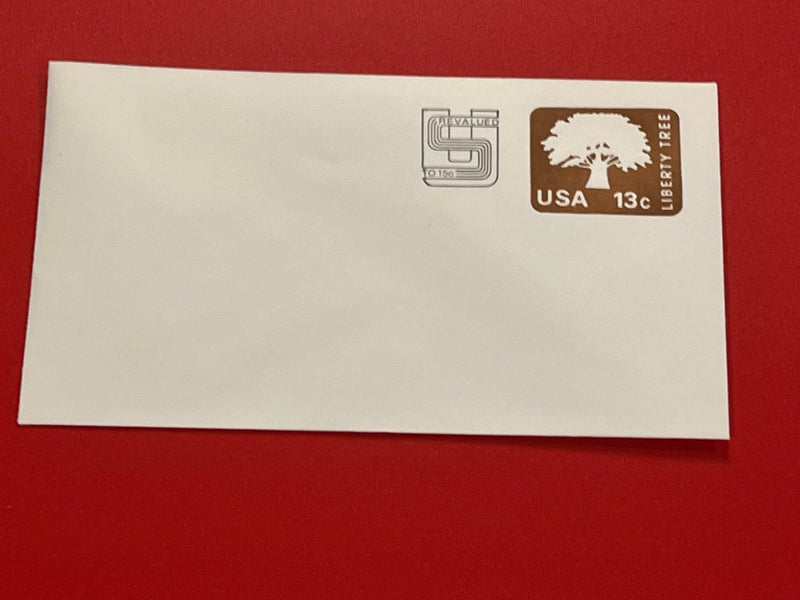 REVALUED
TO 15c
USA 13c
LIBERTY TREE